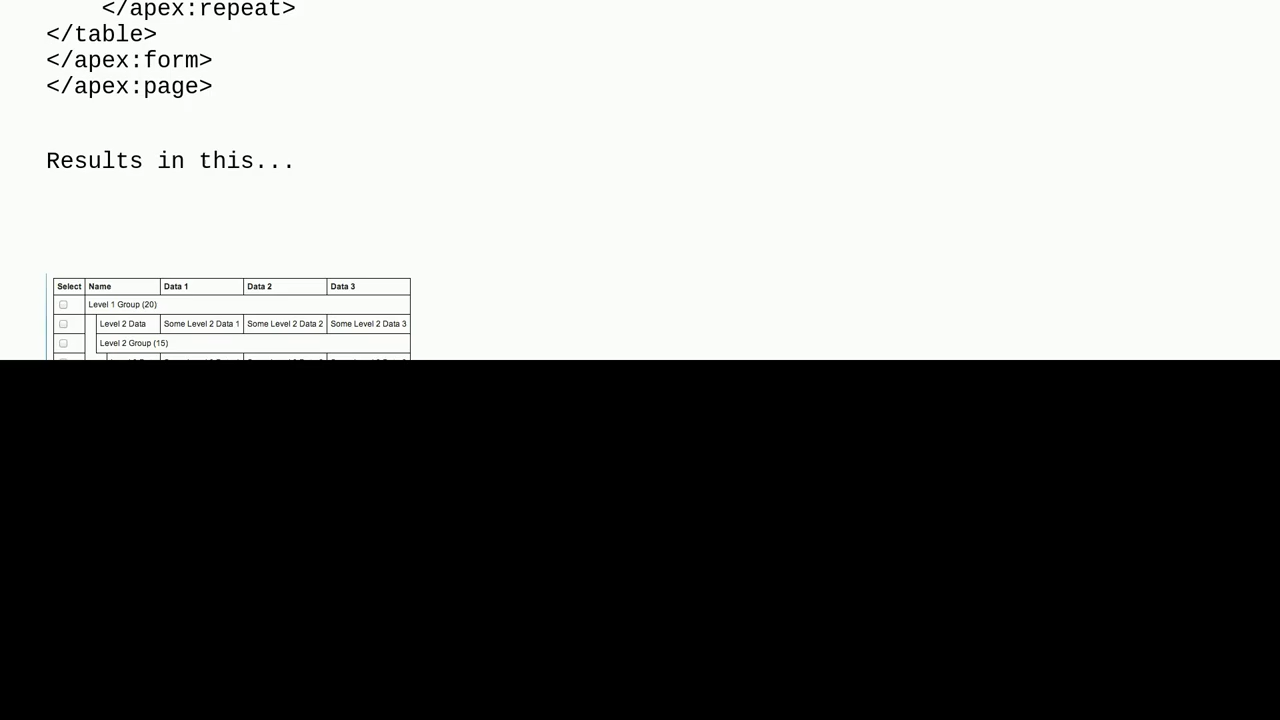 </apex:repeat>
</table>
</apex:form>
</apex:page>
Results in this...
Select Name Data 1 Data 2 Data 3
Level 1 Group (20)
Level 2 Data Some Level 2 Data 1 Some Level 2 Data 2 Some Level 2 Data 3
Level 2 Group (15)